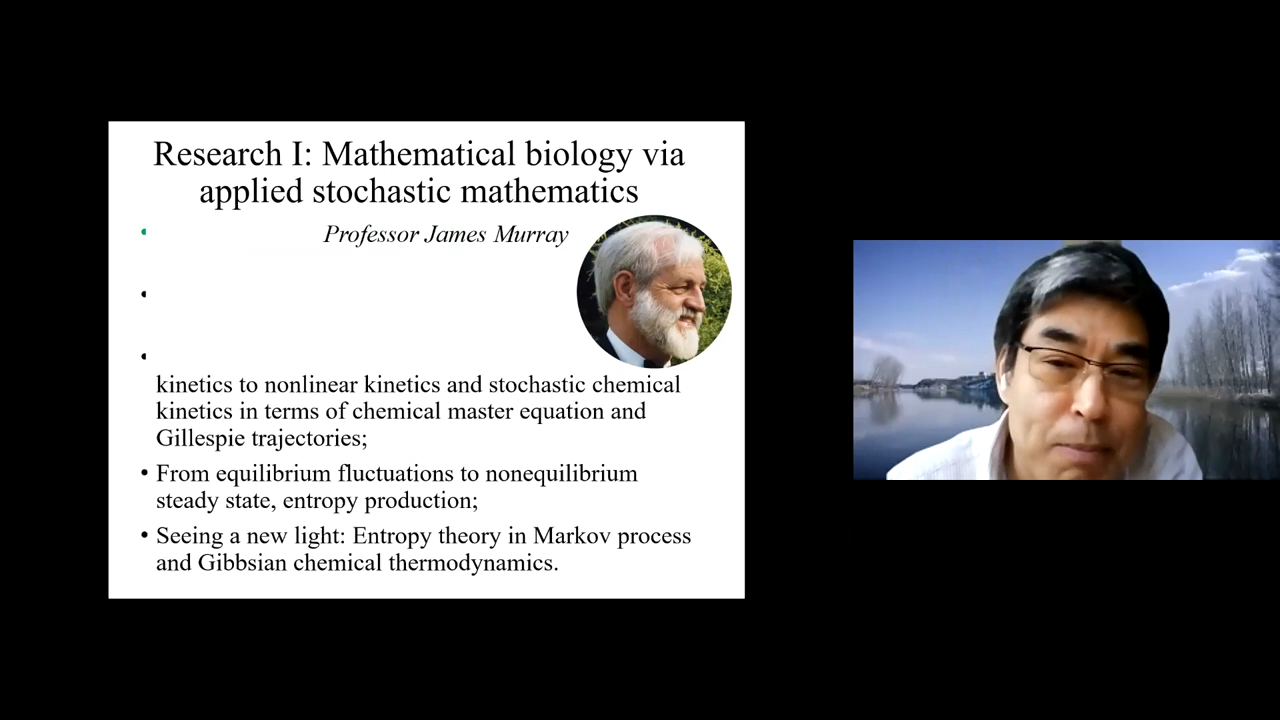 Research I: Mathematical biology via
applied stochastic mathematics
• Professor James Murray
•
•
kinetics to nonlinear kinetics and stochastic chemical
kinetics in terms of chemical master equation and
Gillespie trajectories;
• From equilibrium fluctuations to nonequilibrium
steady state, entropy production;
• Seeing a new light: Entropy theory in Markov process
and Gibbsian chemical thermodynamics.